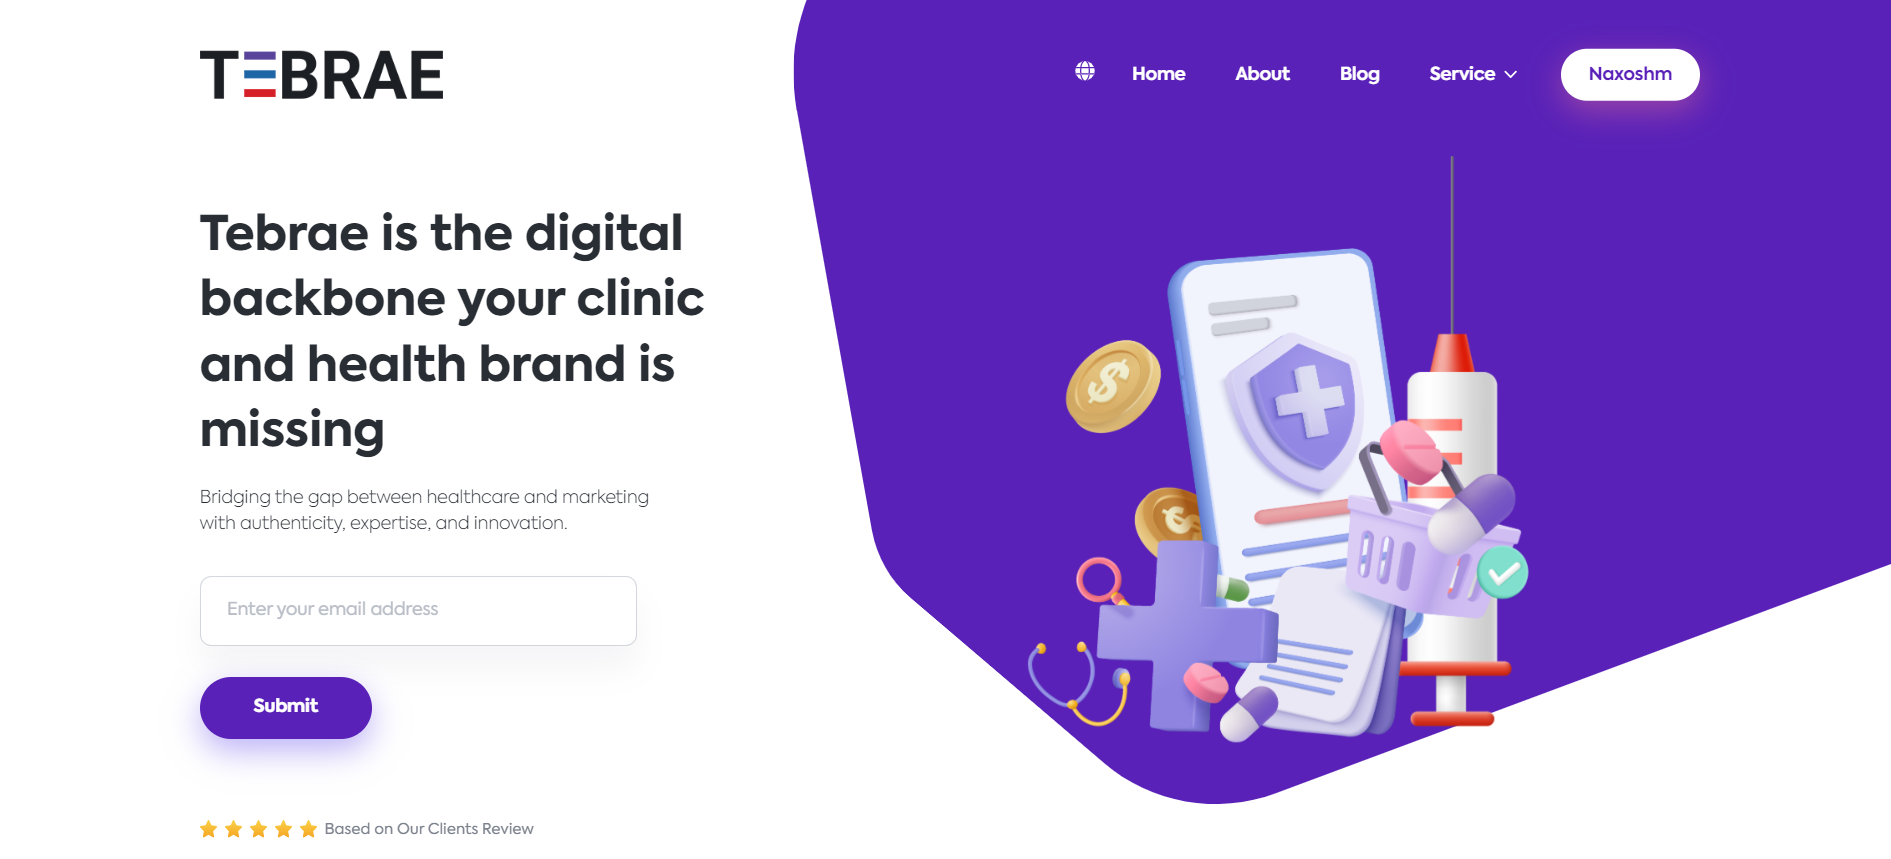 TEBRAE
Home
About
Blog
Service
Naxoshm
Tebrae is the digital
backbone your clinic
and health brand is
missing
Bridging the gap between healthcare and marketing
with authenticity, expertise, and innovation.
Enter your email address
Submit
Based on Our Clients Review